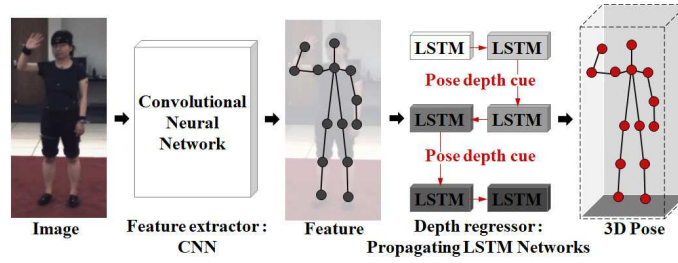 LSTM LSTM
Pose depth cue
Convolutional
Neural
Network
LSTM LSTM
Pose depth cue
LSTM LSTM
Image
Feature extractor :
CNN
Feature
Depth regressor :
Propagating LSTM Networks
3D Pose